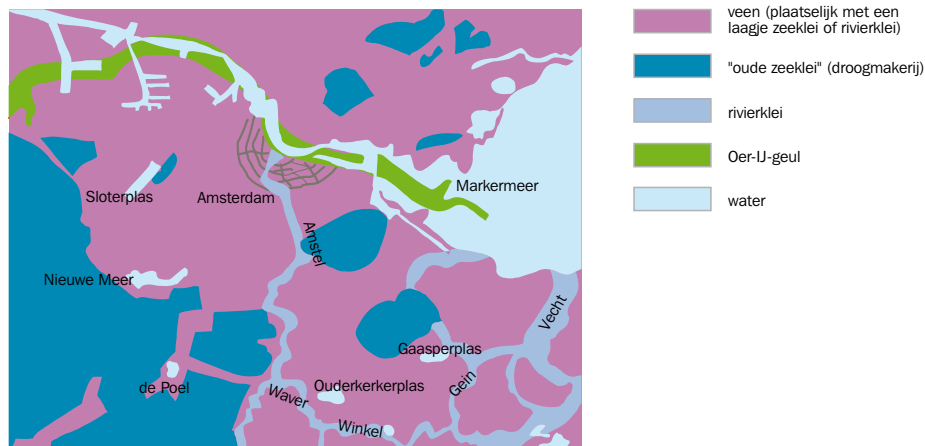 Markermeer
Sloterplas
Amsterdam
Amstel
Nieuwe Meer
Vecht
Gaasperplas
de Poel
Ouderkerkerplas
Gein
Waver
Winkel
veen (plaatselijk met een
laagje zeeklei of rivierklei)
"oude zeeklei" (droogmakerij)
rivierklei
Oer-IJ-geul
water